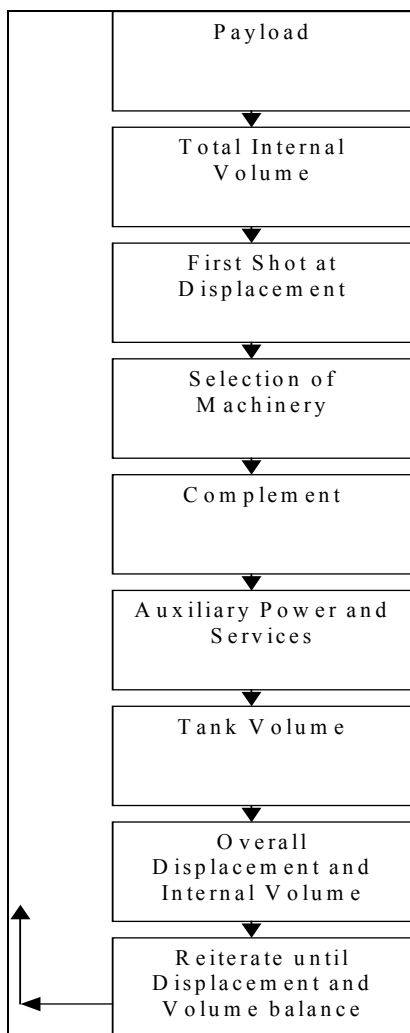 Payload
Total Internal
Volume
First Shot at
Displacement
Selection of
Machinery
Complement
Auxiliary Power and
Services
Tank Volume
Overall
Displacement and
Internal Volume
Reiterate until
Displacement and
Volume balance